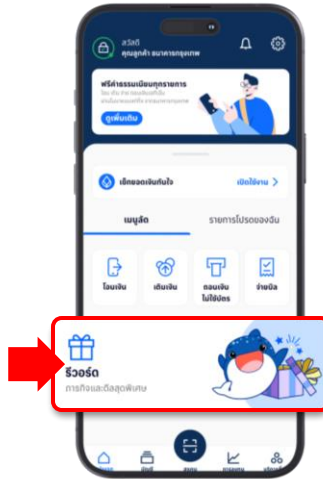 สวัสดี
คุณลูกค้า ธนาคารกรุงเทพ
ฟรีค่าธรรมเนียมทุกรายการ
ดูเพิ่มเติม
เช็กยอดเงินทันใจ
เปิดใช้งาน >
เมนูลัด
รายการโปรดของฉัน
โอนเงิน
เติมเงิน
ถอนเงิน
ไม่ใช้บัตร
จ่ายบิล
รีวอร์ด
ภารกิจและดีลสุดพิเศษ